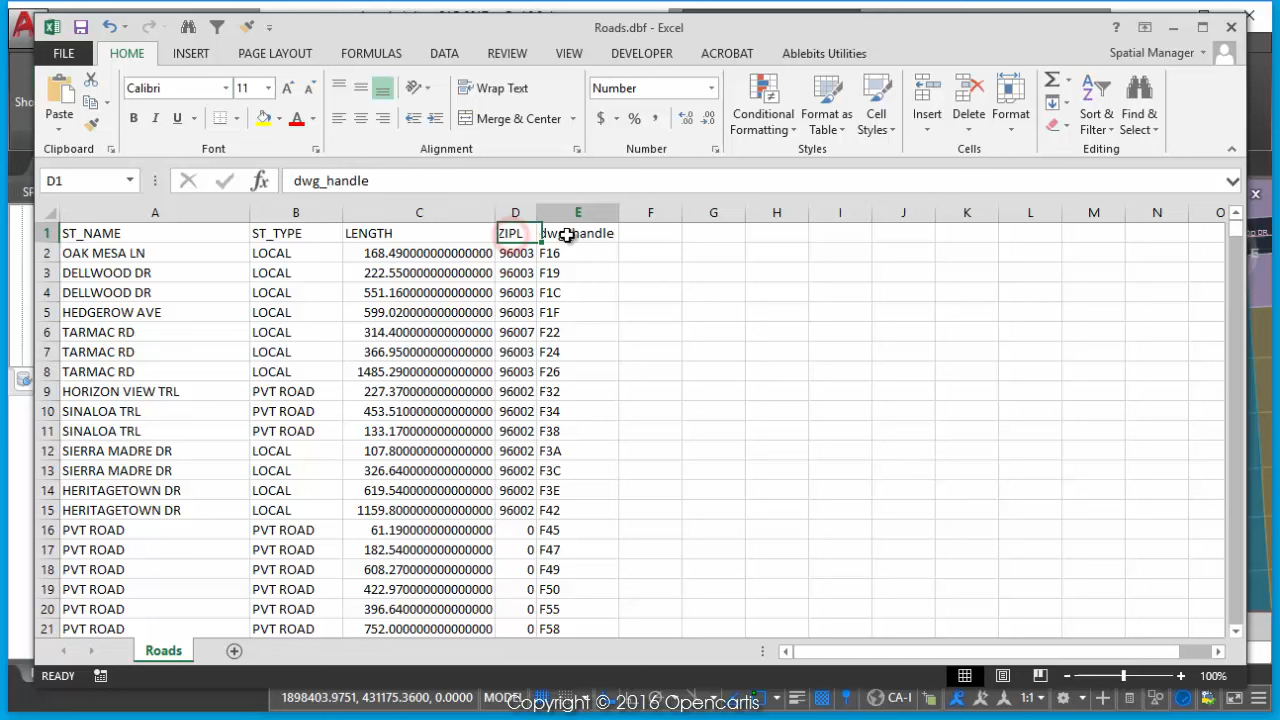 Roads.dbf - Excel
?
FILE HOME INSERT PAGE LAYOUT FORMULAS DATA REVIEW VIEW DEVELOPER ACROBAT Ablebits Utilities Spatial Manager
Calibri 11 Wrap Text Number
Paste B I U A Merge & Center $ % , Conditional Formatting Format as Table Cell Styles Insert Delete Format Sort & Filter Find & Select
Clipboard Font Alignment Number Styles Cells Editing
D1 fx dwg_handle
A B C D E F G H I J K L M N O
1 ST_NAME ST_TYPE LENGTH ZIPL dwg_handle
2 OAK MESA LN LOCAL 168.490000000000000 96003 F16
3 DELLWOOD DR LOCAL 222.550000000000000 96003 F19
4 DELLWOOD DR LOCAL 551.160000000000000 96003 F1C
5 HEDGEROW AVE LOCAL 599.020000000000000 96003 F1F
6 TARMAC RD LOCAL 314.400000000000000 96007 F22
7 TARMAC RD LOCAL 366.950000000000000 96003 F24
8 TARMAC RD LOCAL 1485.290000000000000 96003 F26
9 HORIZON VIEW TRL PVT ROAD 227.370000000000000 96002 F32
10 SINALOA TRL PVT ROAD 453.510000000000000 96002 F34
11 SINALOA TRL PVT ROAD 133.170000000000000 96002 F38
12 SIERRA MADRE DR LOCAL 107.800000000000000 96002 F3A
13 SIERRA MADRE DR LOCAL 326.640000000000000 96002 F3C
14 HERITAGETOWN DR LOCAL 619.540000000000000 96002 F3E
15 HERITAGETOWN DR LOCAL 1159.800000000000000 96002 F42
16 PVT ROAD PVT ROAD 61.190000000000000 0 F45
17 PVT ROAD PVT ROAD 182.540000000000000 0 F47
18 PVT ROAD PVT ROAD 608.270000000000000 0 F49
19 PVT ROAD PVT ROAD 422.970000000000000 0 F50
20 PVT ROAD PVT ROAD 396.640000000000000 0 F55
21 PVT ROAD PVT ROAD 752.000000000000000 0 F58
Roads
READY 100%
1898403.9751, 431175.3600, 0.0000 MODEL CA-I 1:1
Copyright © 2016 Opencartis